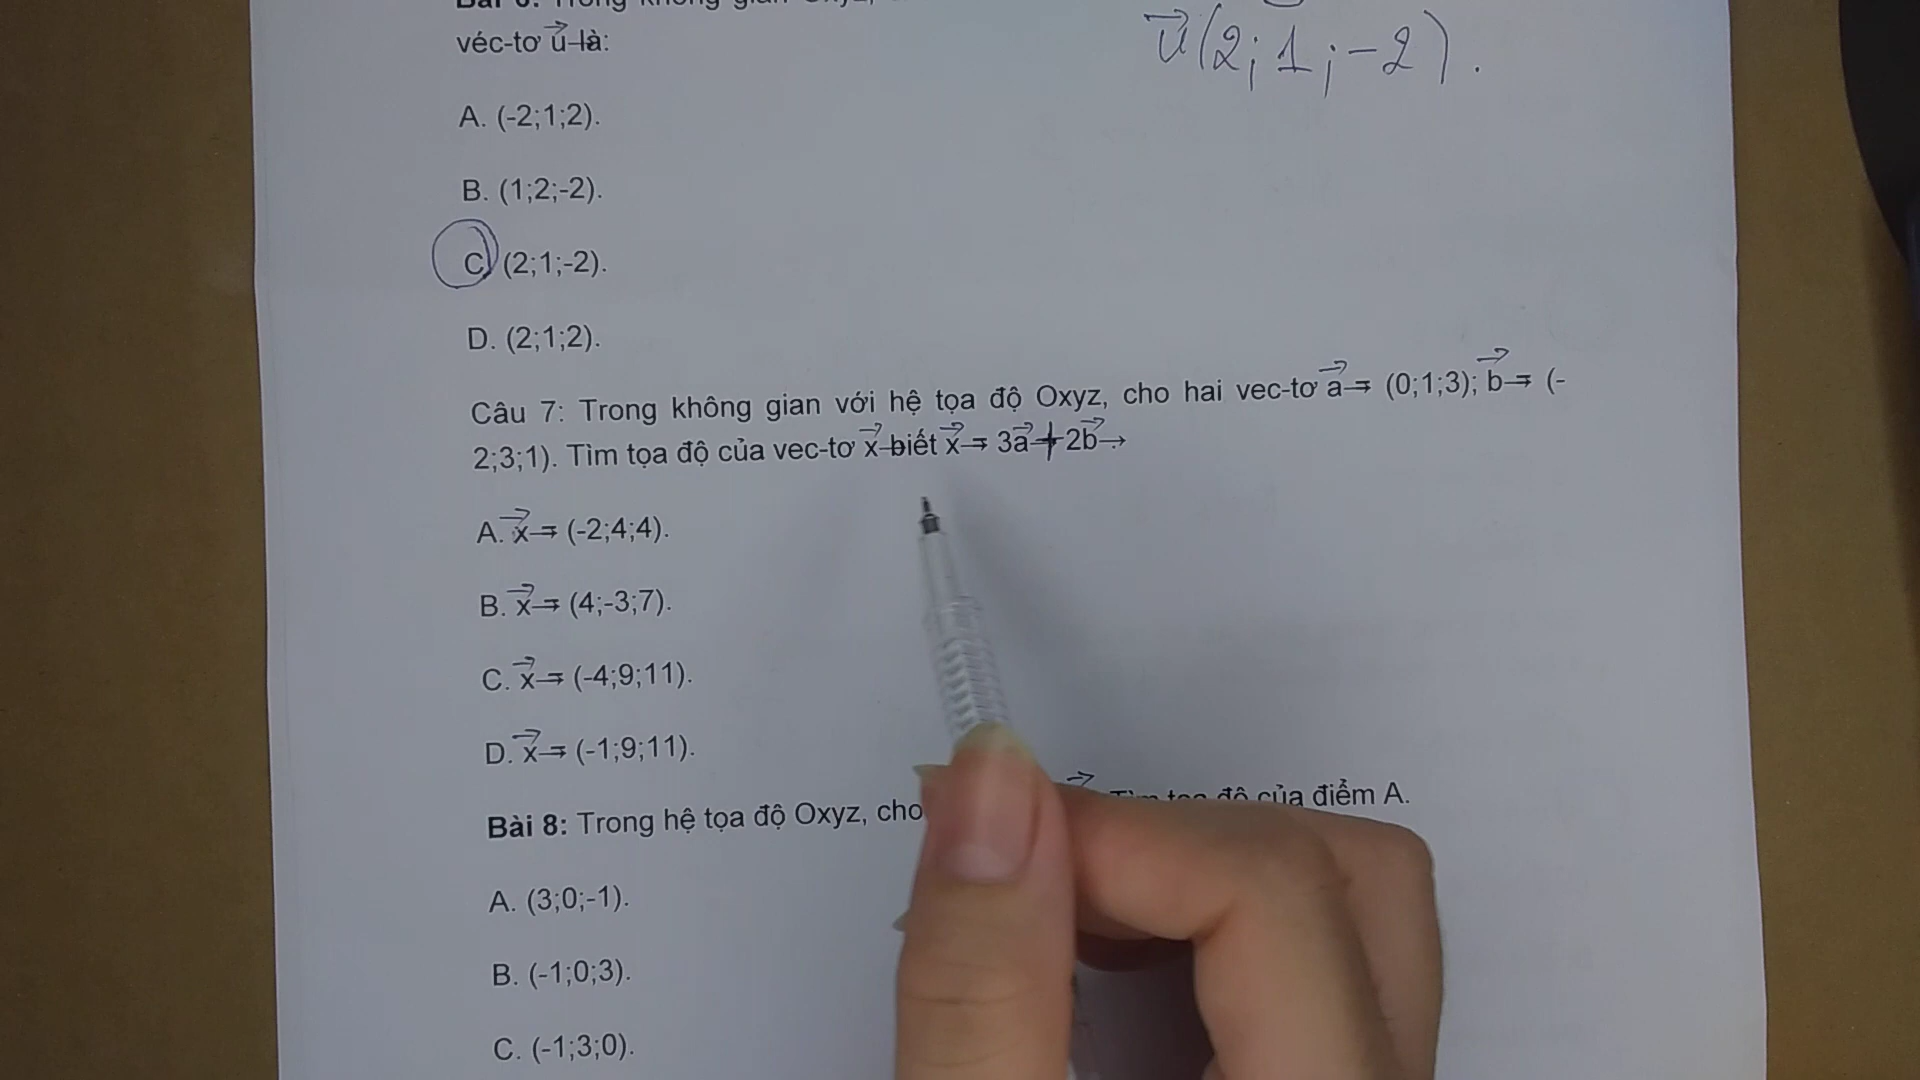 véc-tơ u là:
u(2; 1; -2).
A. (-2;1;2).
B. (1;2;-2).
C. (2;1;-2).
D. (2;1;2).
Câu 7: Trong không gian với hệ tọa độ Oxyz, cho hai vec-tơ a→= (0;1;3); b→= (-
2;3;1). Tìm tọa độ của vec-tơ x→biết x→= 3a→+ 2b→
A. x→= (-2;4;4).
B. x→= (4;-3;7).
C. x→= (-4;9;11).
D. x→= (-1;9;11).
Bài 8: Trong hệ tọa độ Oxyz, cho độ của điểm A.
A. (3;0;-1).
B. (-1;0;3).
C. (-1;3;0).